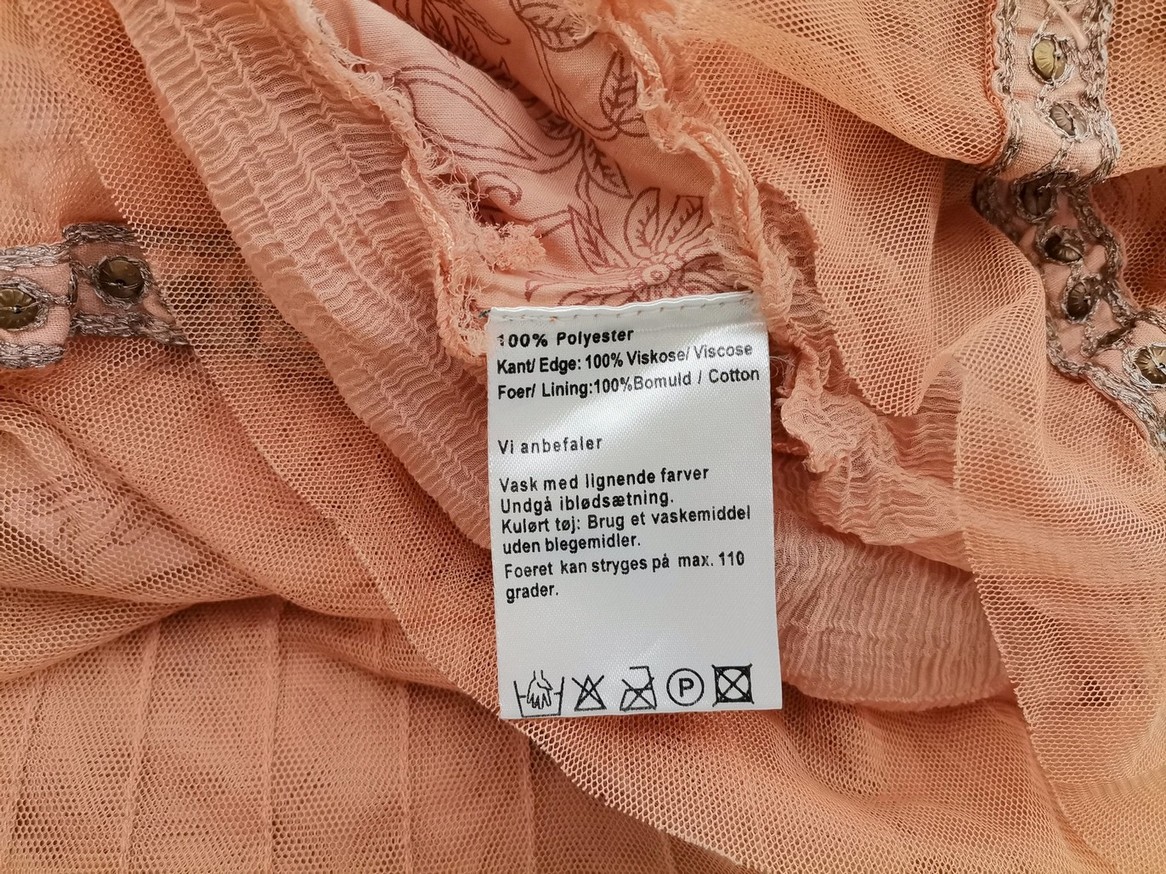 100% Polyester
Kant/ Edge: 100% Viskose/ Viscose
Foer/ Lining:100%Bomuld / Cotton
Vi anbefaler
Vask med lignende farver
Undgå iblødsætning.
Kulørt tøj: Brug et vaskemiddel
uden blegemidler.
Foeret kan stryges på max. 110
grader.
P